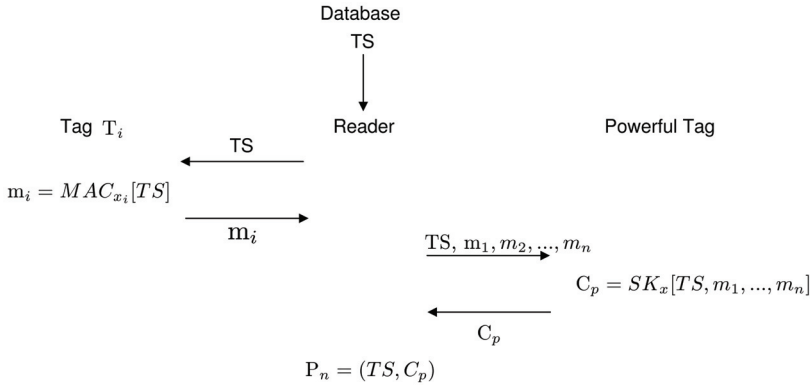 Database
TS
Tag T_i
Reader
Powerful Tag
TS
m_i = MAC_{x_i}[TS]
m_i
TS, m_1, m_2, ..., m_n
C_p = SK_x[TS, m_1, ..., m_n]
C_p
P_n = (TS, C_p)